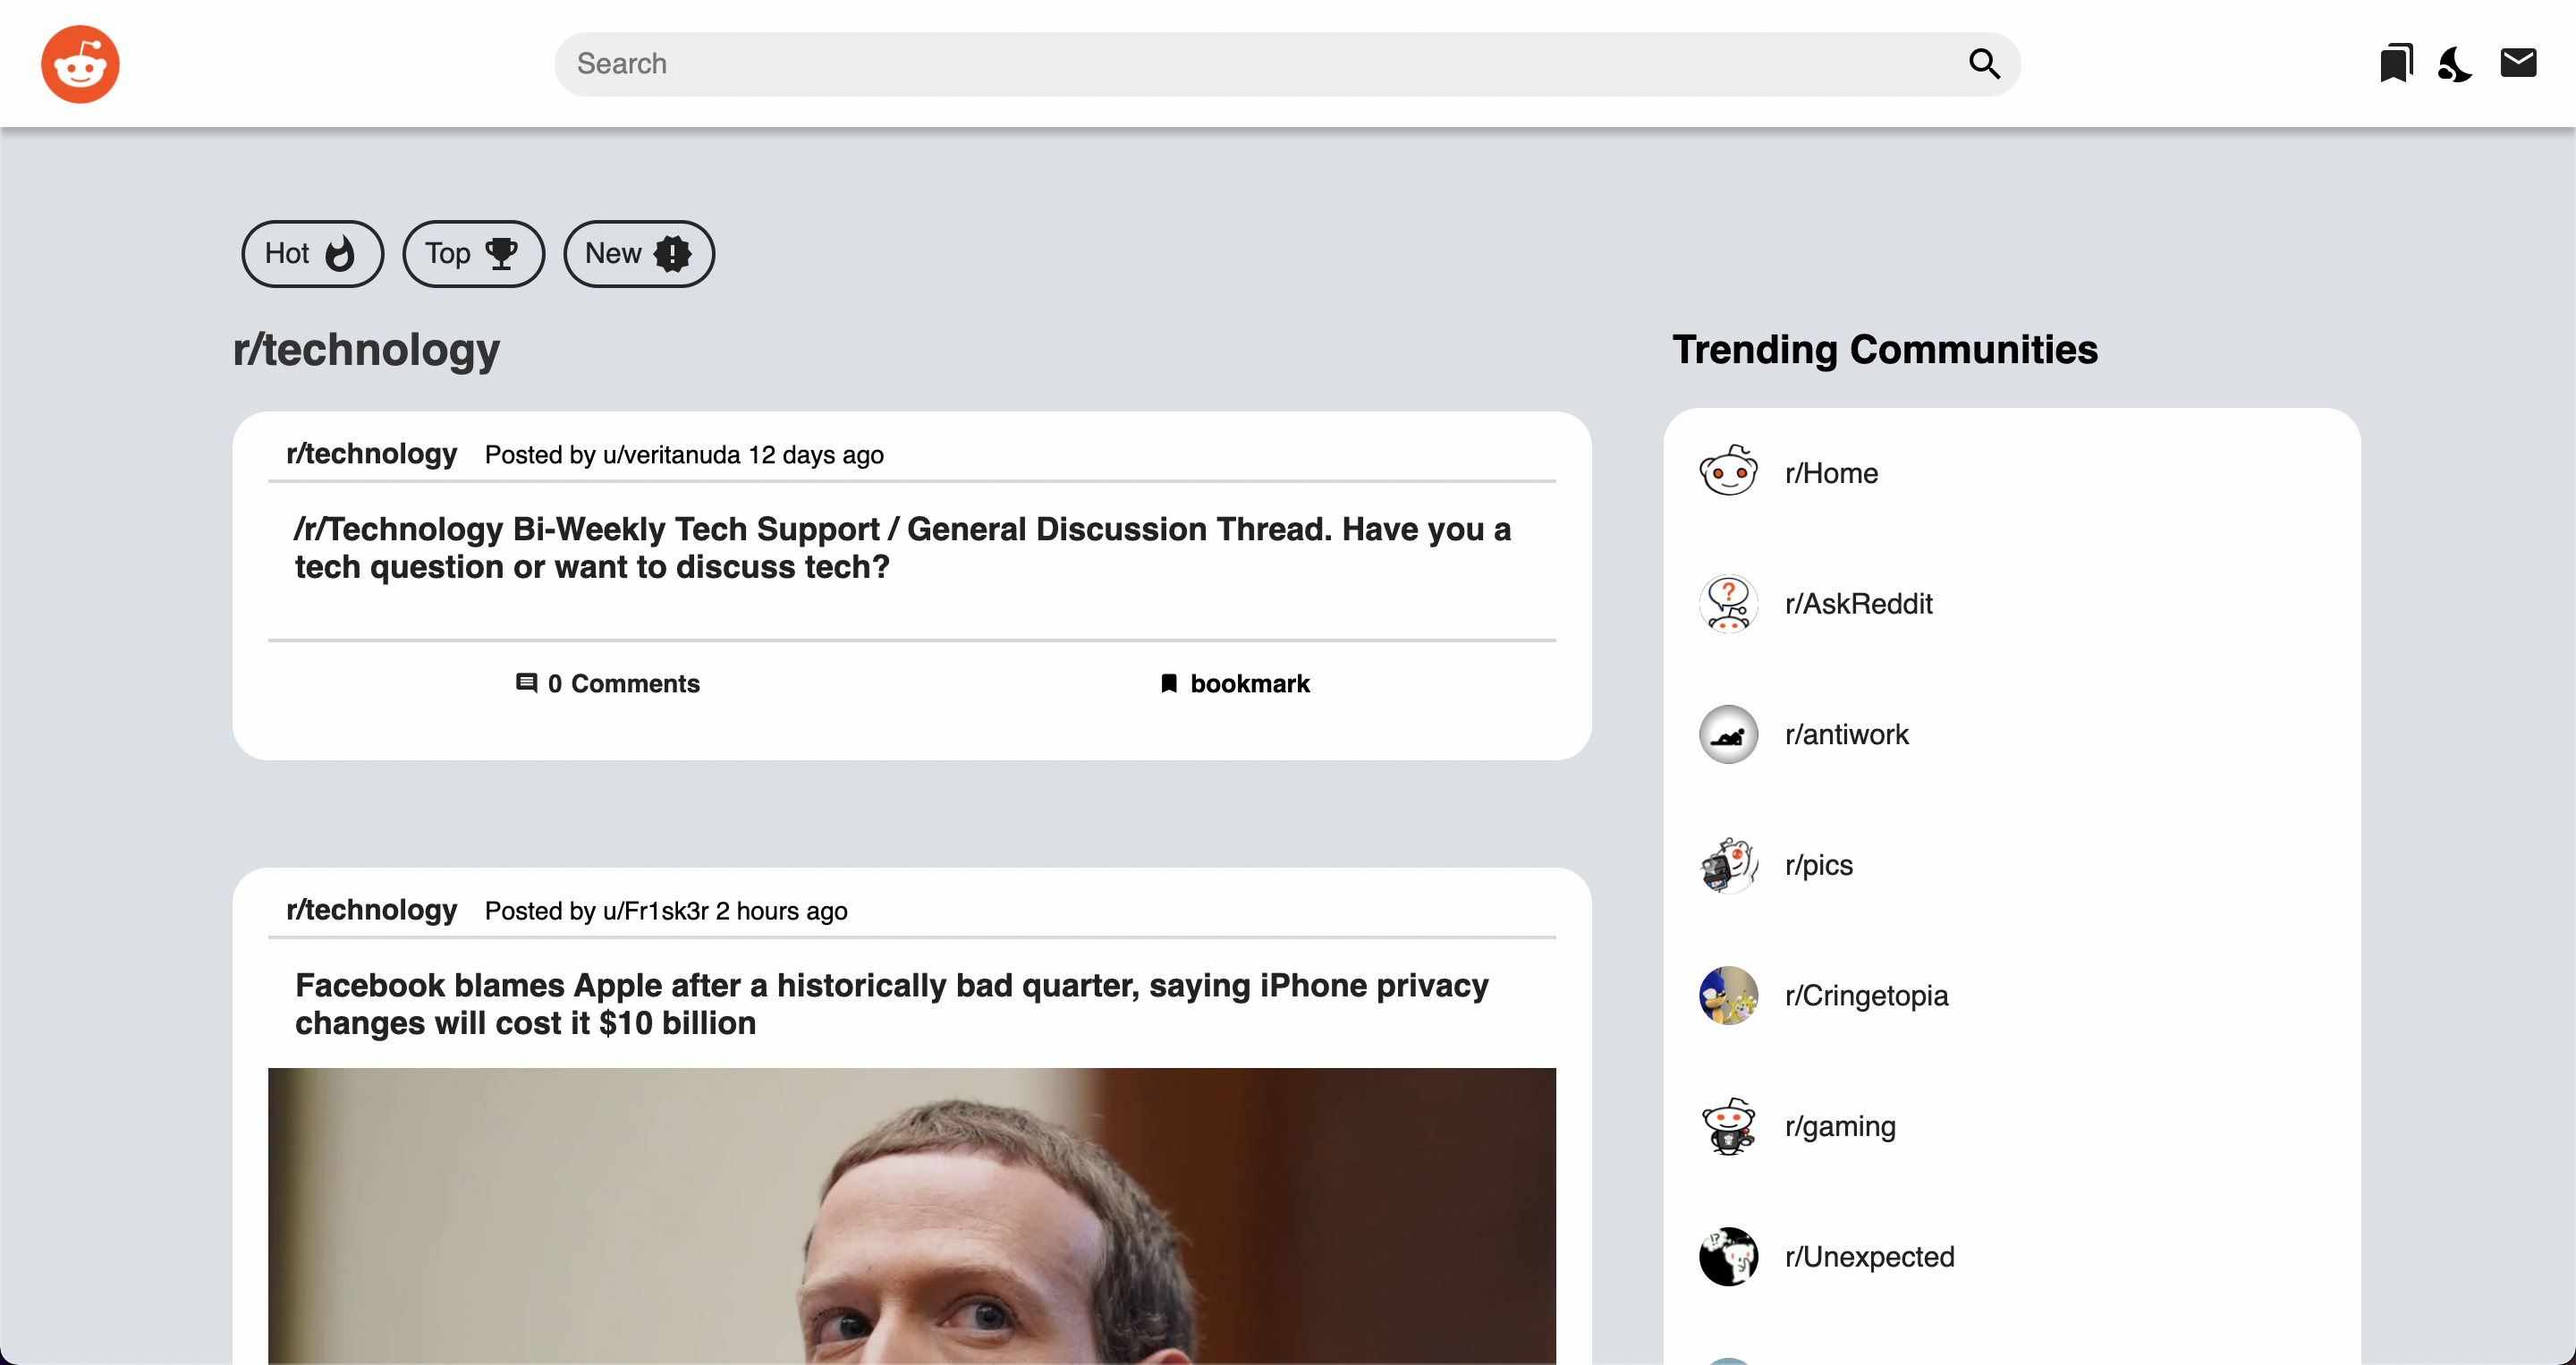 Search
Hot
Top
New
r/technology
r/technology Posted by u/veritanuda 12 days ago
/r/Technology Bi-Weekly Tech Support / General Discussion Thread. Have you a
tech question or want to discuss tech?
0 Comments
bookmark
r/technology Posted by u/Fr1sk3r 2 hours ago
Facebook blames Apple after a historically bad quarter, saying iPhone privacy
changes will cost it $10 billion
Trending Communities
r/Home
r/AskReddit
r/antiwork
r/pics
r/Cringetopia
r/gaming
r/Unexpected